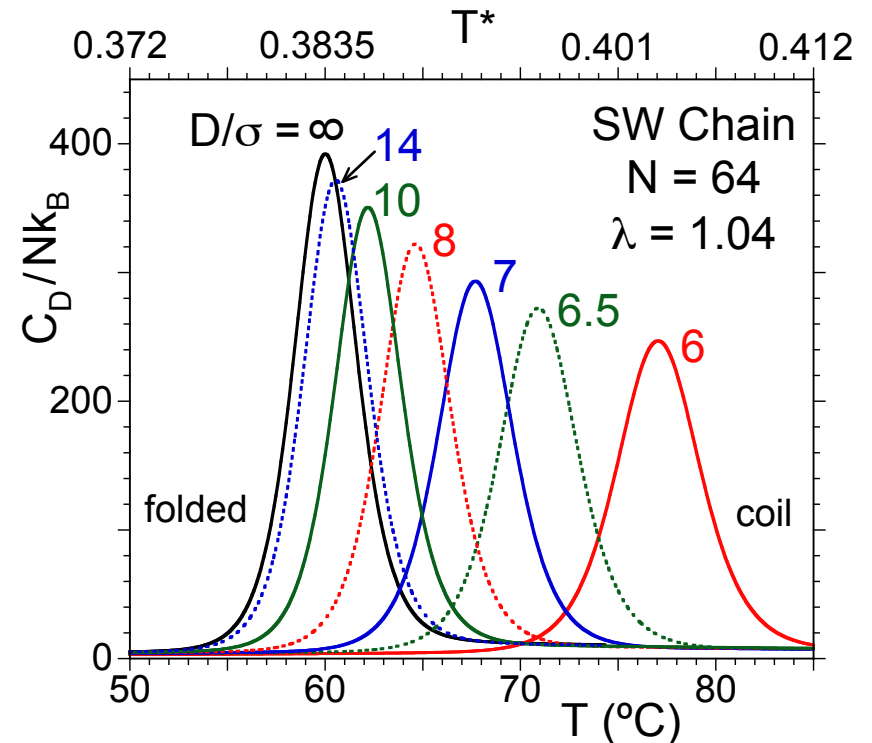 T*
0.372 0.3835 0.401 0.412
D/σ = ∞
14
10
8
7
6.5
6
SW Chain
N = 64
λ = 1.04
C_D/Nk_B
400
200
0
folded
coil
50 60 70 80
T (ºC)